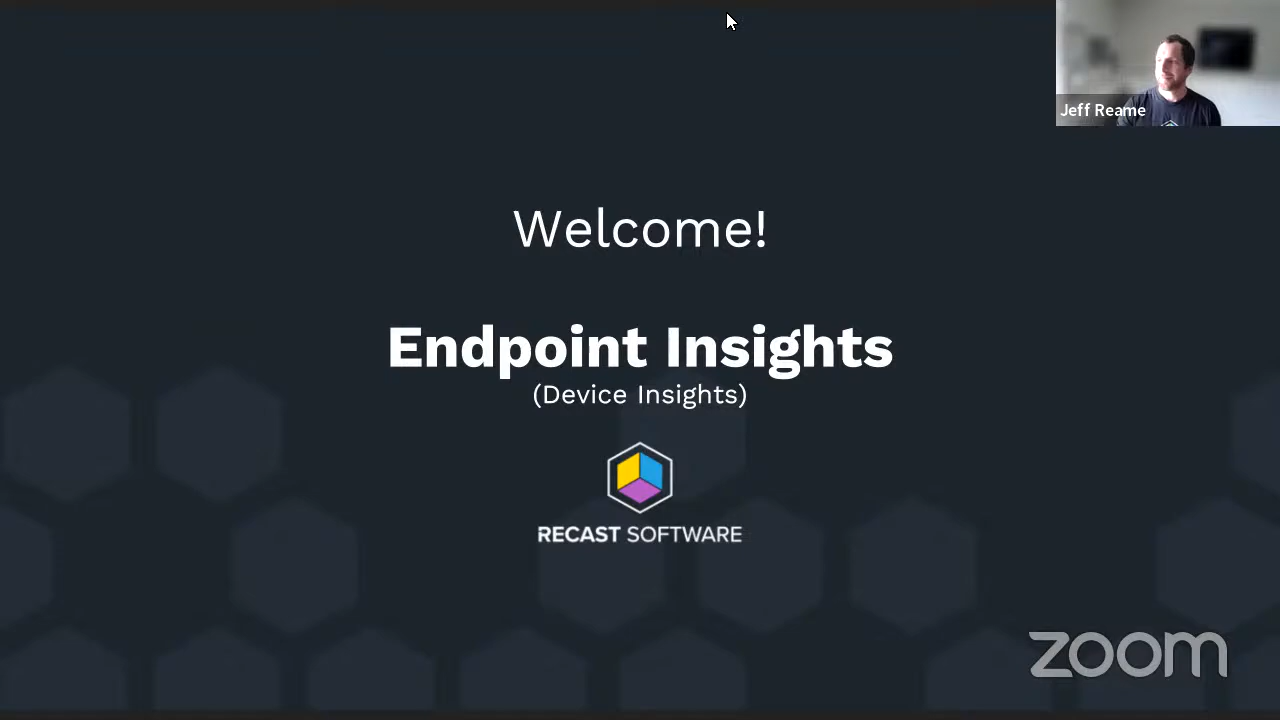 Jeff Reame
Welcome!
Endpoint Insights
(Device Insights)
RECAST SOFTWARE
zoom